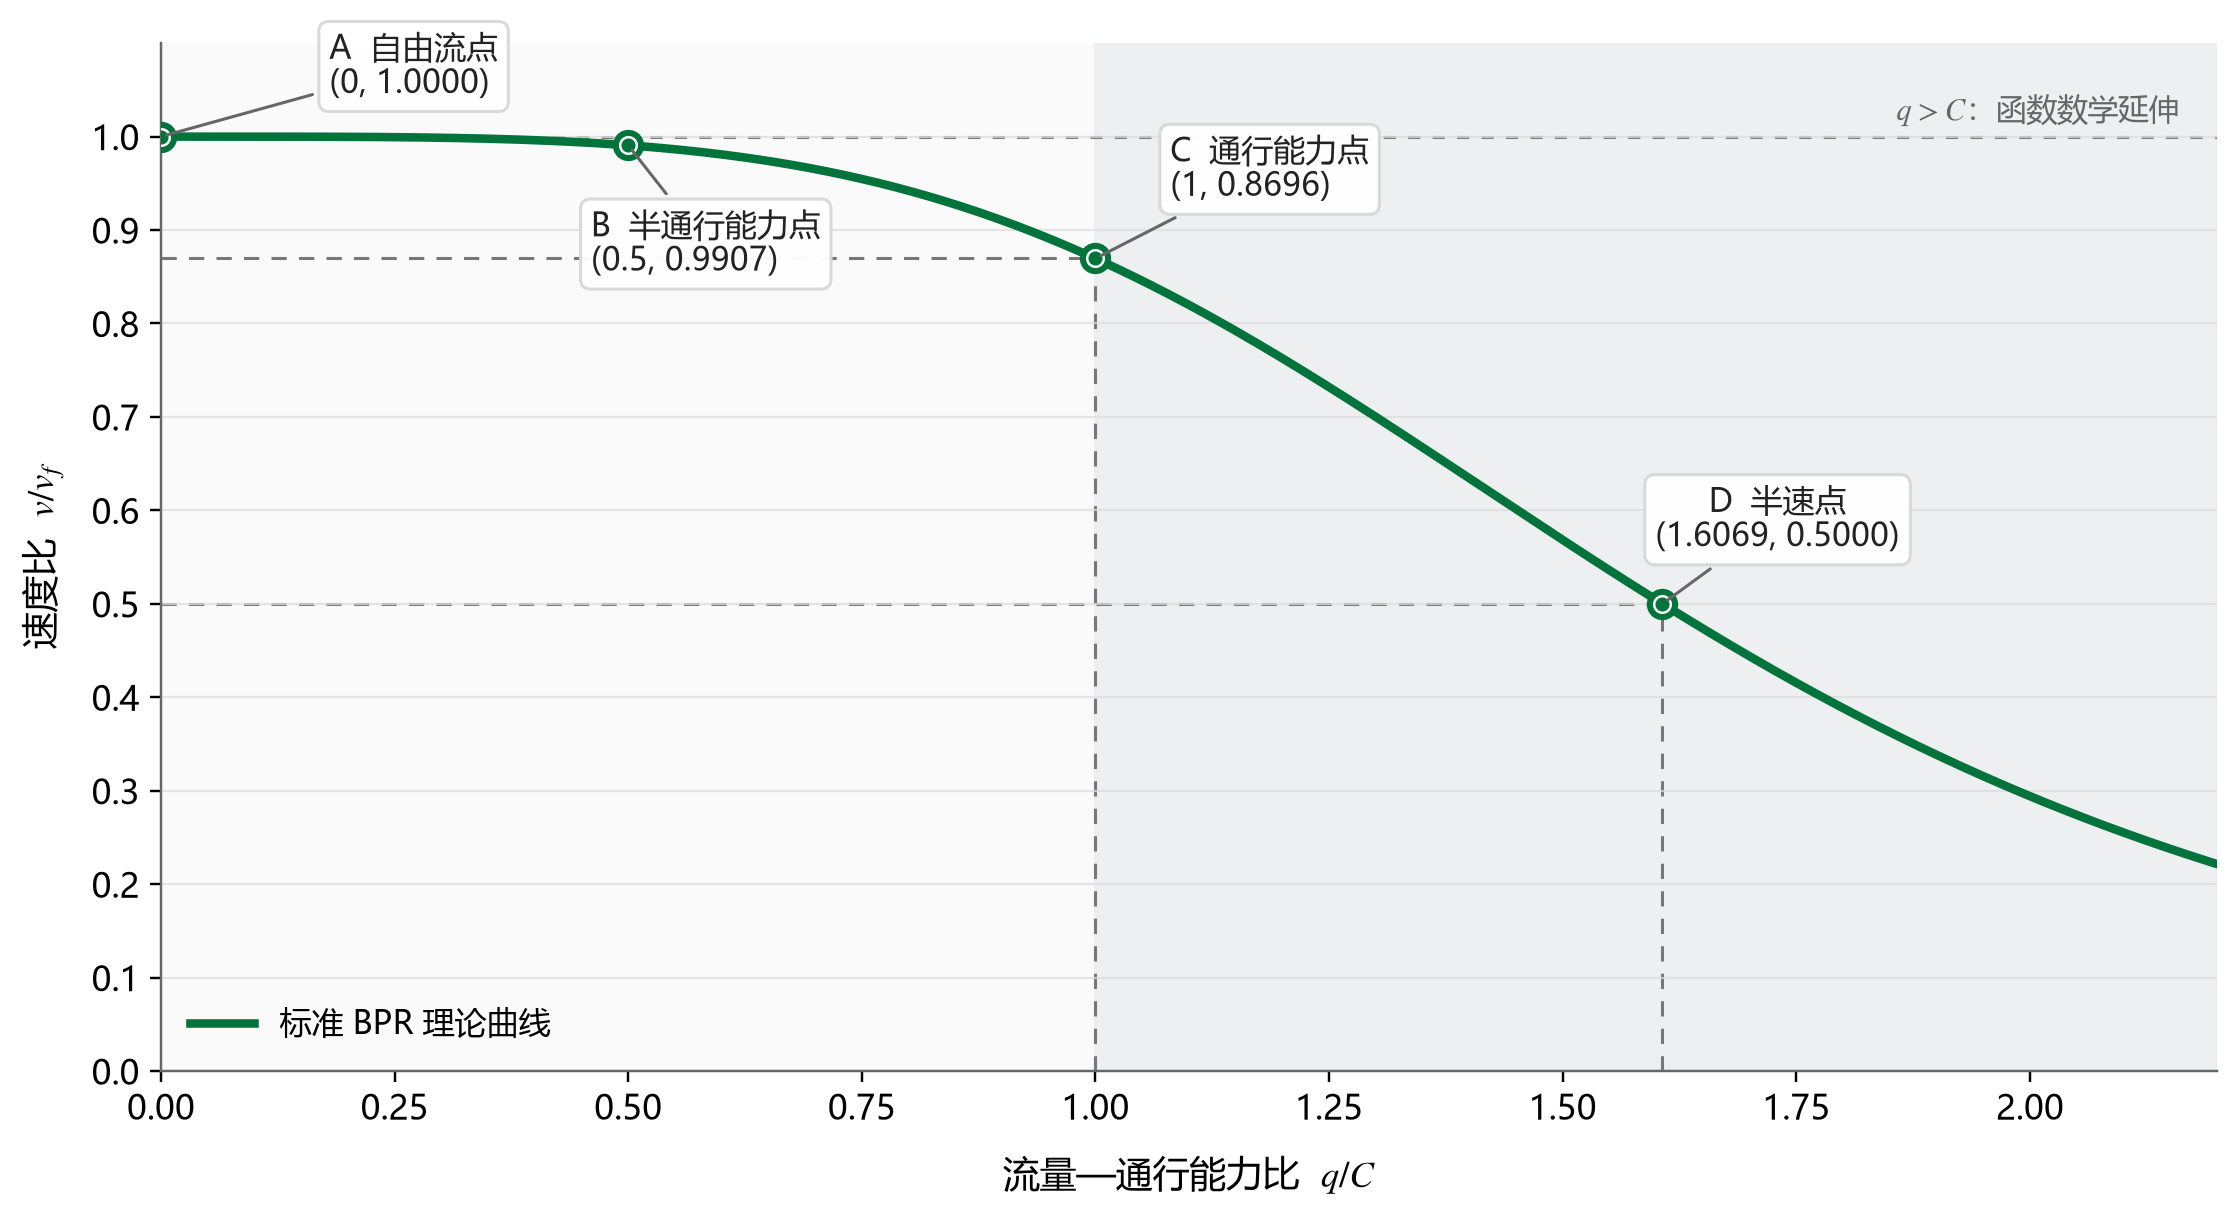 A 自由流点
(0, 1.0000)
q > C: 函数数学延伸
C 通行能力点
(1, 0.8696)
B 半通行能力点
(0.5, 0.9907)
D 半速点
(1.6069, 0.5000)
速度比 v/v_f
1.0
0.9
0.8
0.7
0.6
0.5
0.4
0.3
0.2
0.1
0.0
标准 BPR 理论曲线
0.00 0.25 0.50 0.75 1.00 1.25 1.50 1.75 2.00
流量—通行能力比 q/C